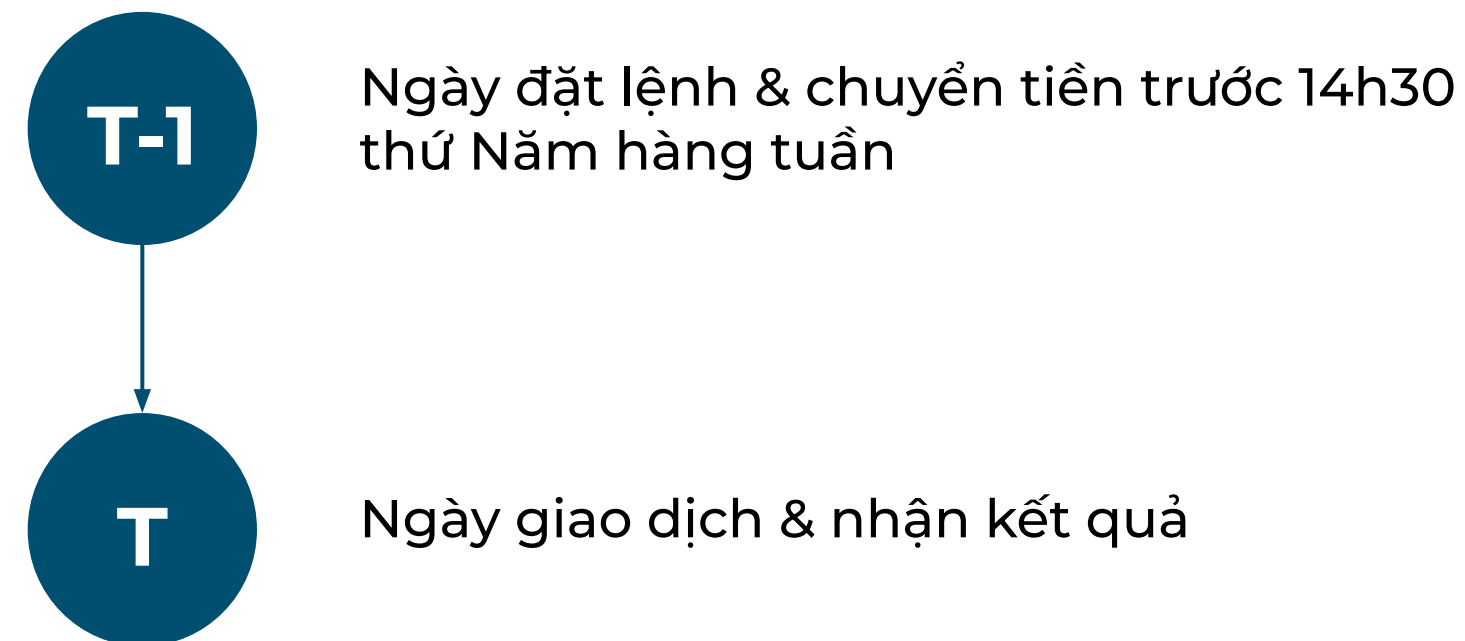 T-1
Ngày đặt lệnh & chuyển tiền trước 14h30
thứ Năm hàng tuần
T
Ngày giao dịch & nhận kết quả